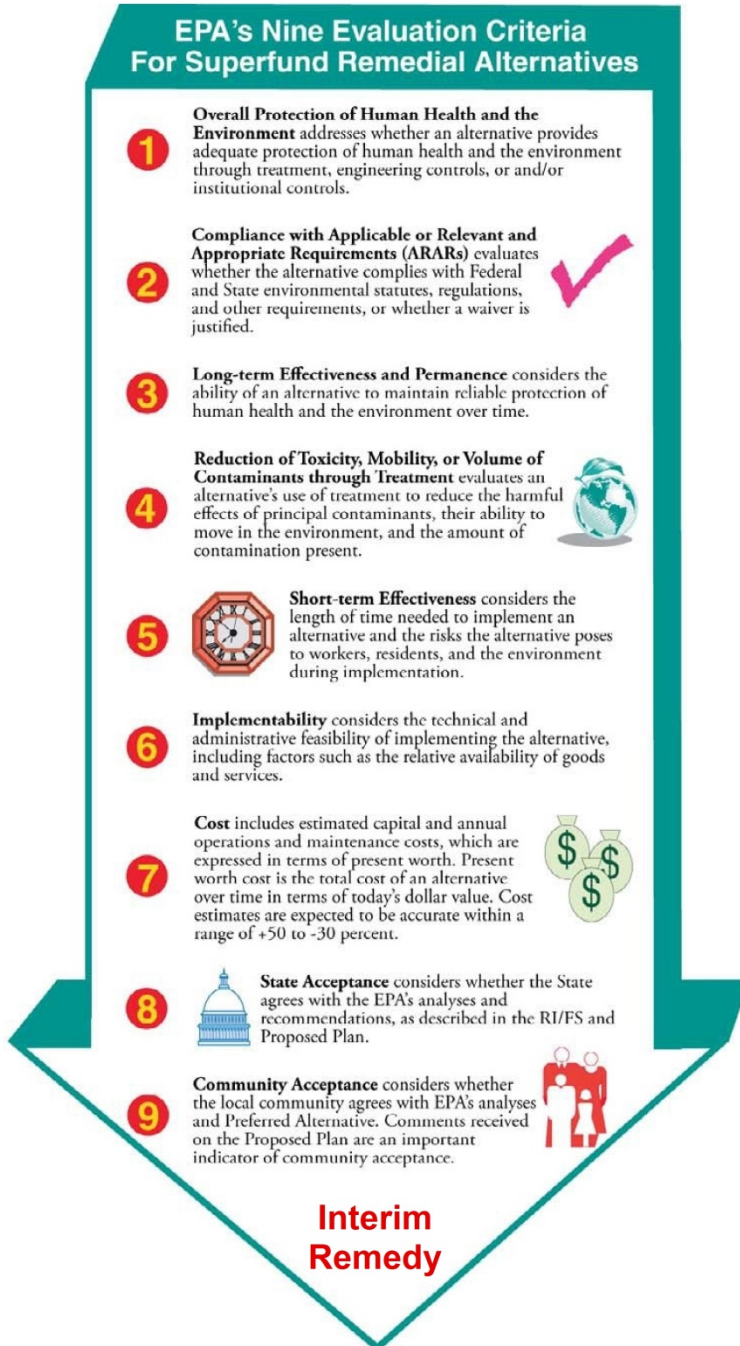 EPA's Nine Evaluation Criteria
For Superfund Remedial Alternatives
1
Overall Protection of Human Health and the
Environment addresses whether an alternative provides
adequate protection of human health and the environment
through treatment, engineering controls, or and/or
institutional controls.
2
Compliance with Applicable or Relevant and
Appropriate Requirements (ARARs) evaluates
whether the alternative complies with Federal
and State environmental statutes, regulations,
and other requirements, or whether a waiver is
justified.
3
Long-term Effectiveness and Permanence considers the
ability of an alternative to maintain reliable protection of
human health and the environment over time.
4
Reduction of Toxicity, Mobility, or Volume of
Contaminants through Treatment evaluates an
alternative's use of treatment to reduce the harmful
effects of principal contaminants, their ability to
move in the environment, and the amount of
contamination present.
5
Short-term Effectiveness considers the
length of time needed to implement an
alternative and the risks the alternative poses
to workers, residents, and the environment
during implementation.
6
Implementability considers the technical and
administrative feasibility of implementing the alternative,
including factors such as the relative availability of goods
and services.
7
Cost includes estimated capital and annual
operations and maintenance costs, which are
expressed in terms of present worth. Present
worth cost is the total cost of an alternative
over time in terms of today's dollar value. Cost
estimates are expected to be accurate within a
range of +50 to -30 percent.
$
$
$
8
State Acceptance considers whether the State
agrees with the EPA's analyses and
recommendations, as described in the RI/FS and
Proposed Plan.
9
Community Acceptance considers whether
the local community agrees with EPA's analyses
and Preferred Alternative. Comments received
on the Proposed Plan are an important
indicator of community acceptance.
Interim
Remedy